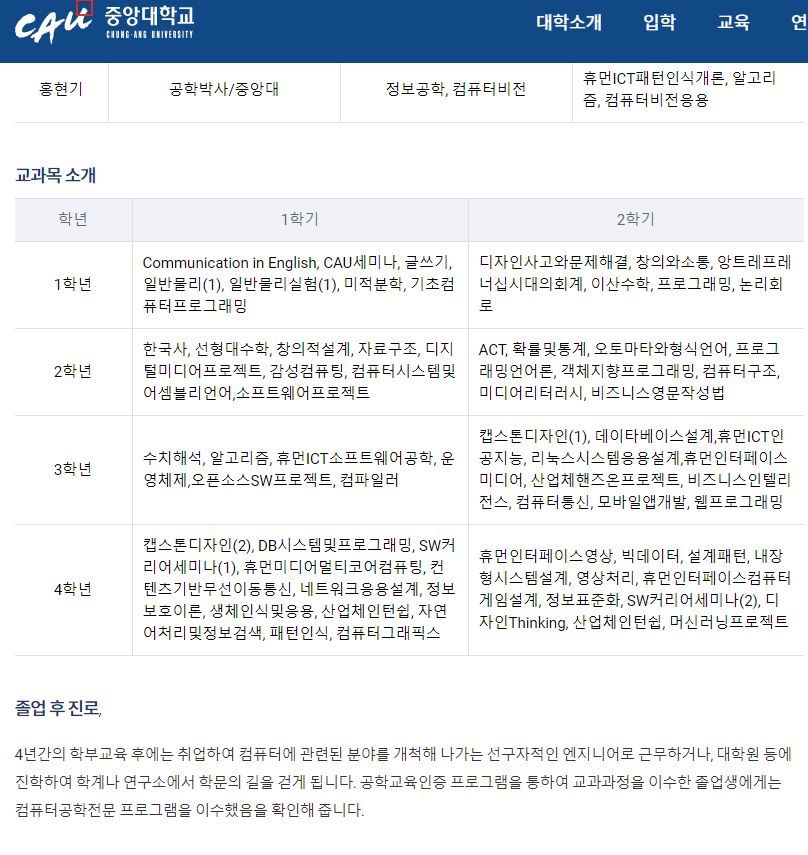 CAU 중앙대학교
CHUNG-ANG UNIVERSITY
대학소개 입학 교육 연
홍현기 공학박사/중앙대 정보공학, 컴퓨터비전 휴먼ICT패턴인식개론, 알고리
즘, 컴퓨터비전응용
교과목 소개
학년 1학기 2학기
1학년
Communication in English, CAU세미나, 글쓰기,
일반물리(1), 일반물리실험(1), 미적분학, 기초컴
퓨터프로그래밍
디자인사고와문제해결, 창의와소통, 앙트레프레
너십시대의회계, 이산수학, 프로그래밍, 논리회
로
2학년
한국사, 선형대수학, 창의적설계, 자료구조, 디지
털미디어프로젝트, 감성컴퓨팅, 컴퓨터시스템및
어셈블리언어,소프트웨어프로젝트
ACT, 확률및통계, 오토마타와형식언어, 프로그
래밍언어론, 객체지향프로그래밍, 컴퓨터구조,
미디어리터러시, 비즈니스영문작성법
3학년
수치해석, 알고리즘, 휴먼ICT소프트웨어공학, 운
영체제,오픈소스SW프로젝트, 컴파일러
캡스톤디자인(1), 데이타베이스설계,휴먼ICT인
공지능, 리눅스시스템응용설계,휴먼인터페이스
미디어, 산업체핸즈온프로젝트, 비즈니스인텔리
전스, 컴퓨터통신, 모바일앱개발, 웹프로그래밍
4학년
캡스톤디자인(2), DB시스템및프로그래밍, SW커
리어세미나(1), 휴먼미디어멀티코어컴퓨팅, 컨
텐츠기반무선이동통신, 네트워크응용설계, 정보
보호이론, 생체인식및응용, 산업체인턴쉽, 자연
어처리및정보검색, 패턴인식, 컴퓨터그래픽스
휴먼인터페이스영상, 빅데이터, 설계패턴, 내장
형시스템설계, 영상처리, 휴먼인터페이스컴퓨터
게임설계, 정보표준화, SW커리어세미나(2), 디
자인Thinking, 산업체인턴쉽, 머신러닝프로젝트
졸업 후 진로,
4년간의 학부교육 후에는 취업하여 컴퓨터에 관련된 분야를 개척해 나가는 선구자적인 엔지니어로 근무하거나, 대학원 등에
진학하여 학계나 연구소에서 학문의 길을 걷게 됩니다. 공학교육인증 프로그램을 통하여 교과과정을 이수한 졸업생에게는
컴퓨터공학전문 프로그램을 이수했음을 확인해 줍니다.